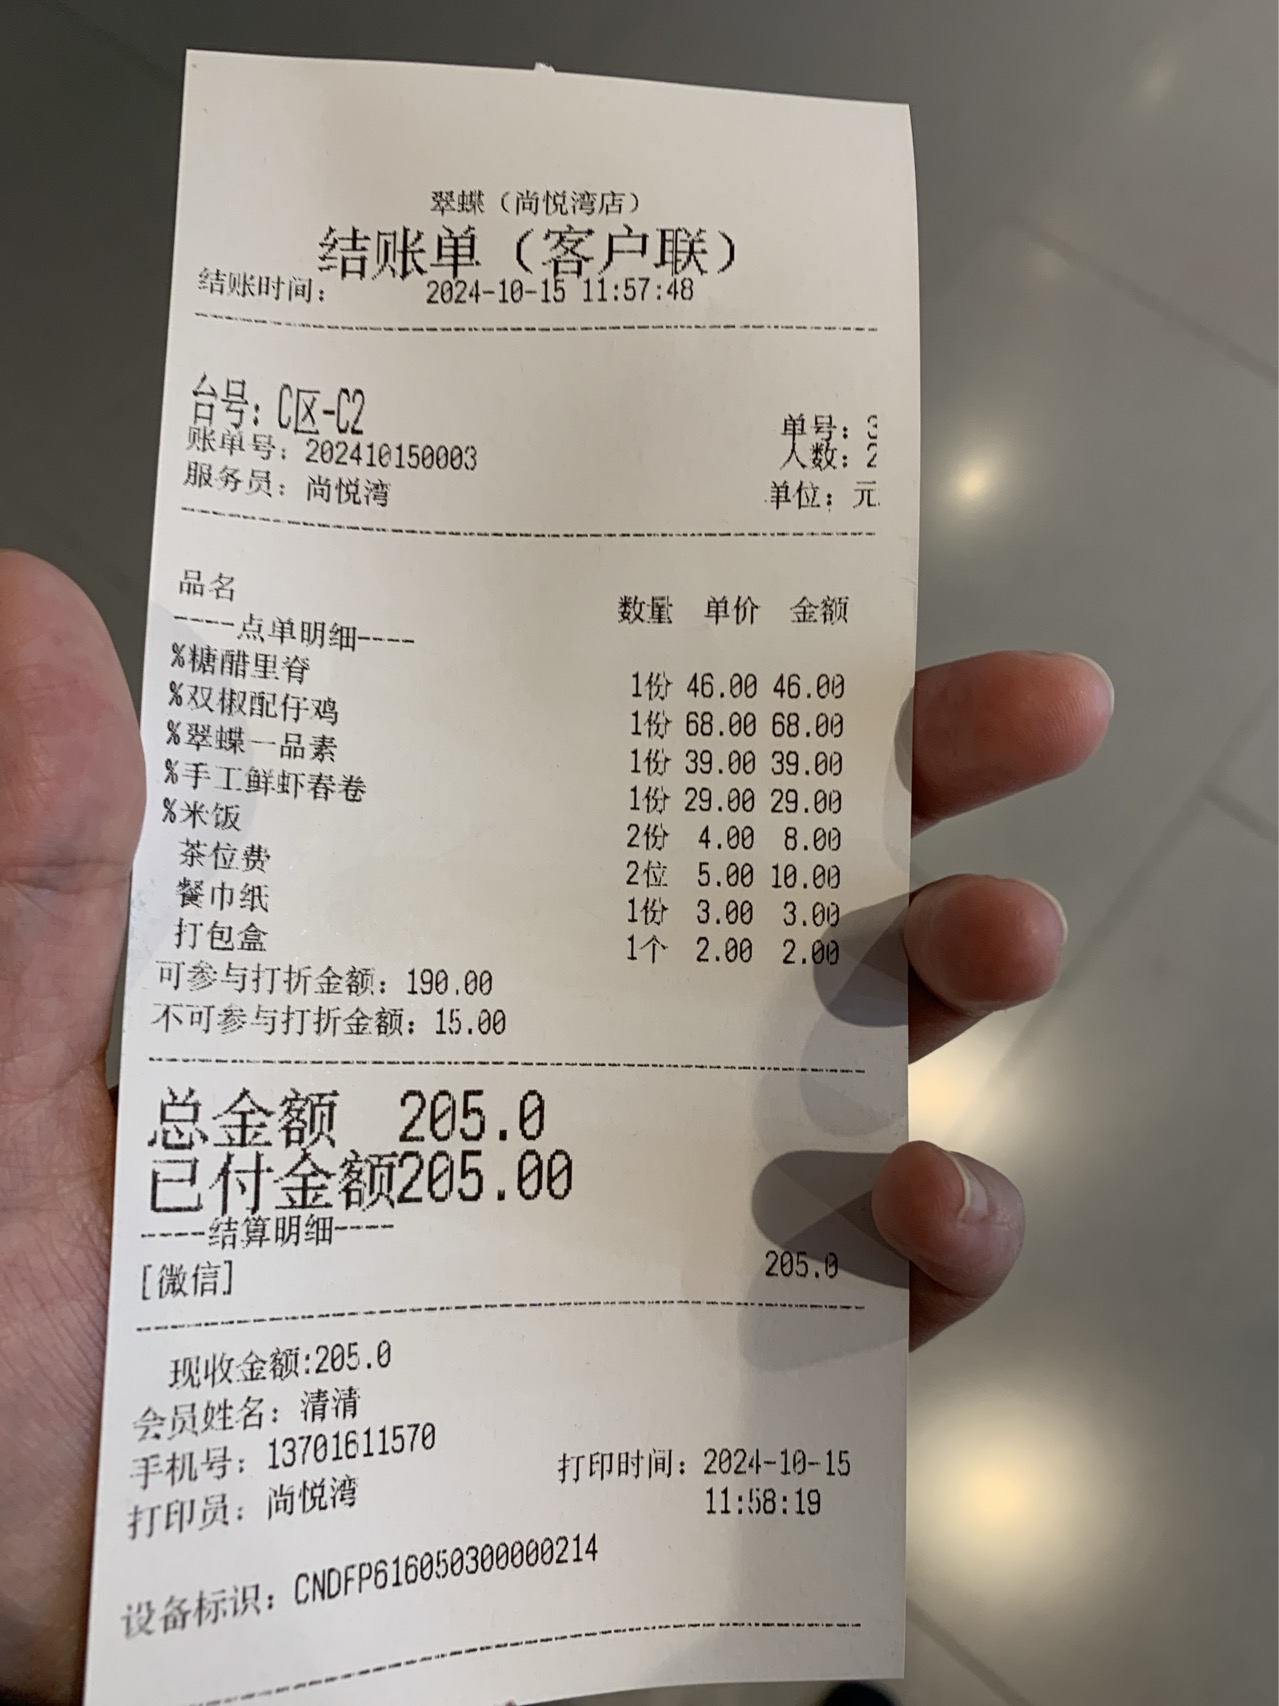 翠蝶（尚悦湾店）
结账单（客户联）
结账时间： 2024-10-15 11:57:48
台号：C区-C2
单号：3
账单号：202410150003
人数：2
服务员：尚悦湾
单位：元
品名 数量 单价 金额
----点单明细----
%糖醋里脊 1份 46.00 46.00
%双椒配仔鸡 1份 68.00 68.00
%翠蝶一品素 1份 39.00 39.00
%手工鲜虾春卷 1份 29.00 29.00
%米饭 2份 4.00 8.00
茶位费 2位 5.00 10.00
餐巾纸 1份 3.00 3.00
打包盒 1个 2.00 2.00
可参与打折金额：190.00
不可参与打折金额：15.00
总金额 205.0
已付金额205.00
----结算明细----
[微信] 205.0
现收金额:205.0
会员姓名：清清
手机号：13701611570
打印员：尚悦湾 打印时间：2024-10-15
11:58:19
设备标识：CNDFP616050300000214